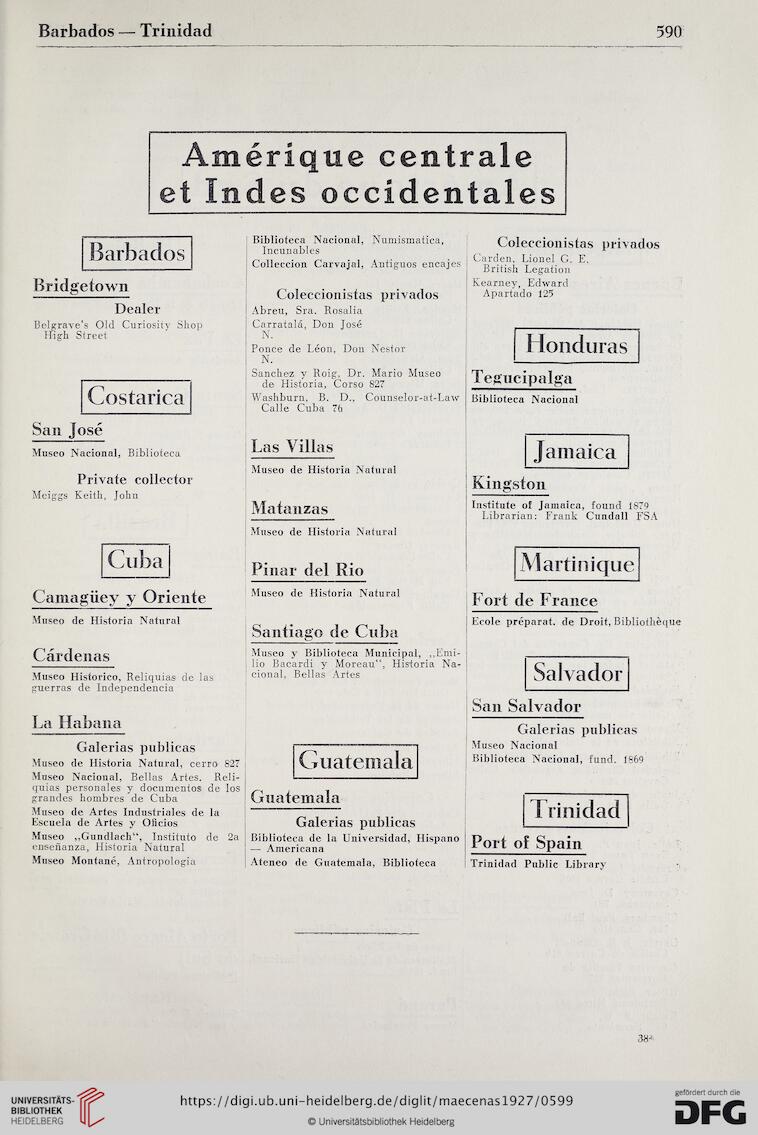 Barbados — Trinidad
590
Amérique centrale
et Indes occidentales
Barbados
Bridgetown
Dealer
Belgrave's Old Curiosity Shop
High Street
Costarica
San José
Museo Nacional, Biblioteca
Private collector
Meiggs Keith, John
Cuba
Camagüey y Oriente
Museo de Historia Natural
Cárdenas
Museo Historico, Reliquias de las
guerras de Independencia
La Habana
Galerias publicas
Museo de Historia Natural, cerro 827
Museo Nacional, Bellas Artes. Reli-
quias personales y documentos de los
grandes hombres de Cuba
Museo de Artes Industriales de la
Escuela de Artes y Oficios
Museo „Gundlach“, Instituto de 2a
enseñanza, Historia Natural
Museo Montané, Antropologia
Biblioteca Nacional, Numismatica,
Incunables
Colleccion Carvajal, Antiguos encajes
Coleccionistas privados
Abreu, Sra. Rosalia
Carratalá, Don José
N.
Ponce de Léon, Don Nestor
N.
Sanchez y Roig, Dr. Mario Museo
de Historia, Corso 827
Washburn, B. D., Counselor-at-Law
Calle Cuba 76
Las Villas
Museo de Historia Natural
Matanzas
Museo de Historia Natural
Pinar del Rio
Museo de Historia Natural
Santiago de Cuba
Museo y Biblioteca Municipal, „Emi-
lio Bacardi y Moreau“, Historia Na-
cional, Bellas Artes
Guatemala
Guatemala
Galerias publicas
Biblioteca de la Universidad, Hispano
— Americana
Ateneo de Guatemala, Biblioteca
Coleccionistas privados
Carden, Lionel G. E.
British Legation
Kearney, Edward
Apartado 125
Honduras
Tegucipalga
Biblioteca Nacional
Jamaica
Kingston
Institute of Jamaica, found 1879
Librarian: Frank Cundall FSA
Martinique
Fort de France
Ecole préparat. de Droit, Bibliothèque
Salvador
San Salvador
Galerias publicas
Museo Nacional
Biblioteca Nacional, fund. 1869
Trinidad
Port of Spain
Trinidad Public Library
38*
UNIVERSITÄTS-
BIBLIOTHEK
HEIDELBERG
https://digi.ub.uni-heidelberg.de/diglit/maecenas1927/0599
© Universitätsbibliothek Heidelberg
gefördert durch die
DFG